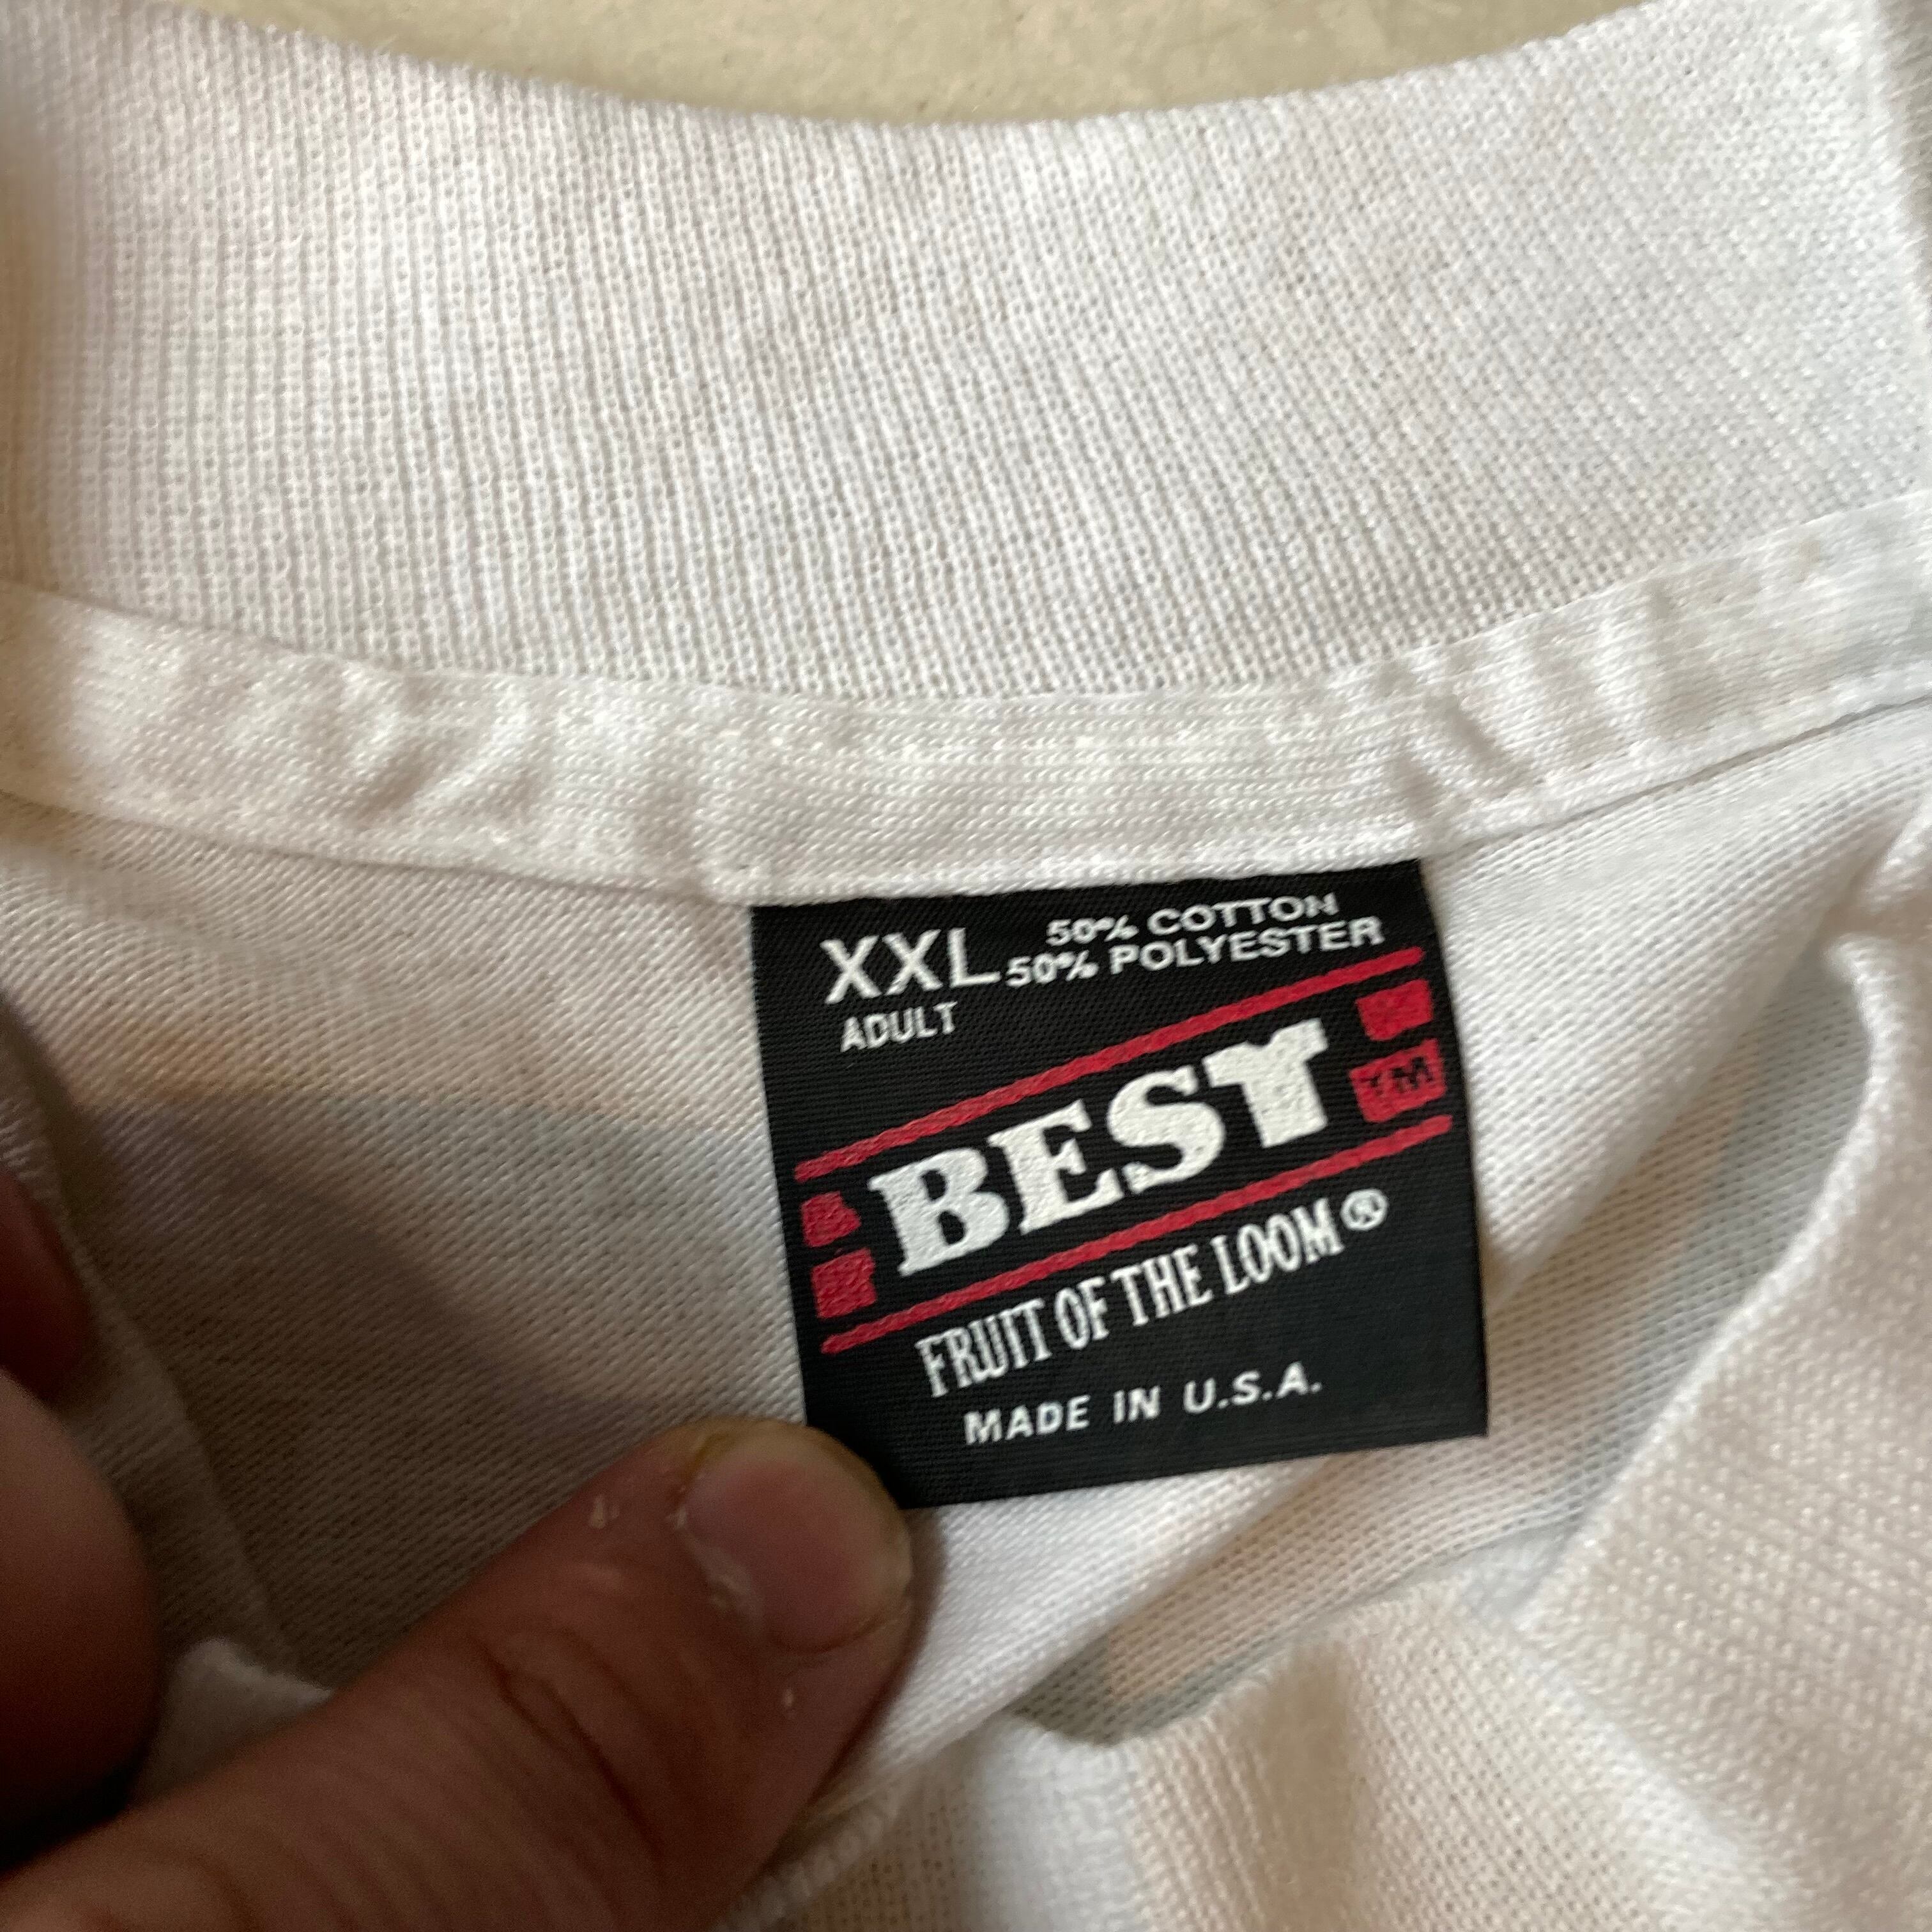 XXL 50% COTTON
50% POLYESTER
ADULT
BEST TM
FRUIT OF THE LOOM®
MADE IN U.S.A.